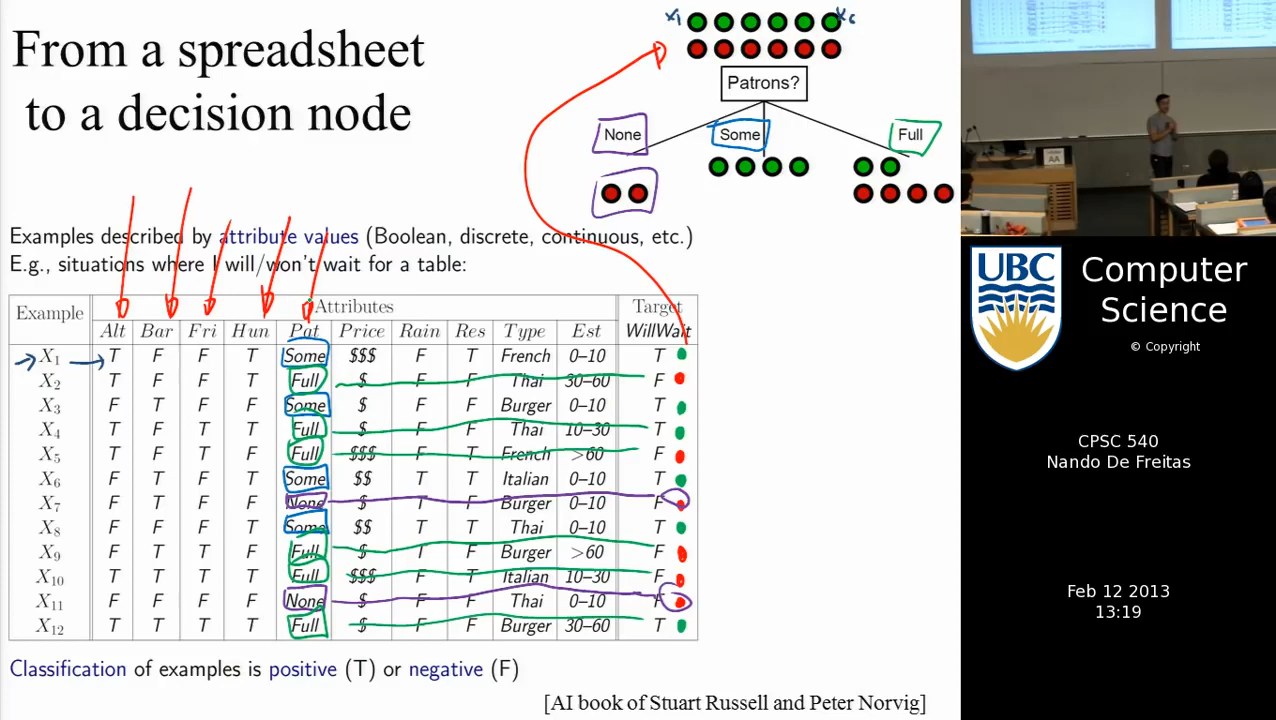 From a spreadsheet
to a decision node
x₁ x₆
Patrons?
None Some Full
Examples described by attribute values (Boolean, discrete, continuous, etc.)
E.g., situations where I will/won't wait for a table:
Example Attributes Target
Alt Bar Fri Hun Pat Price Rain Res Type Est WillWait
X₁ T F F T Some $$$ F T French 0–10 T
X₂ T F F T Full $ F F Thai 30–60 F
X₃ F T F F Some $ F F Burger 0–10 T
X₄ T F T T Full $ F F Thai 10–30 T
X₅ T F T F Full $$$ F T French >60 F
X₆ F T F T Some $$ T T Italian 0–10 T
X₇ F T F F None $ T F Burger 0–10 F
X₈ F F F T Some $$ T T Thai 0–10 T
X₉ F T T F Full $ T F Burger >60 F
X₁₀ T T T T Full $$$ F T Italian 10–30 F
X₁₁ F F F F None $ F F Thai 0–10 F
X₁₂ T T T T Full $ F F Burger 30–60 T
Classification of examples is positive (T) or negative (F)
[AI book of Stuart Russell and Peter Norvig]
AA
UBC
Computer
Science
© Copyright
CPSC 540
Nando De Freitas
Feb 12 2013
13:19